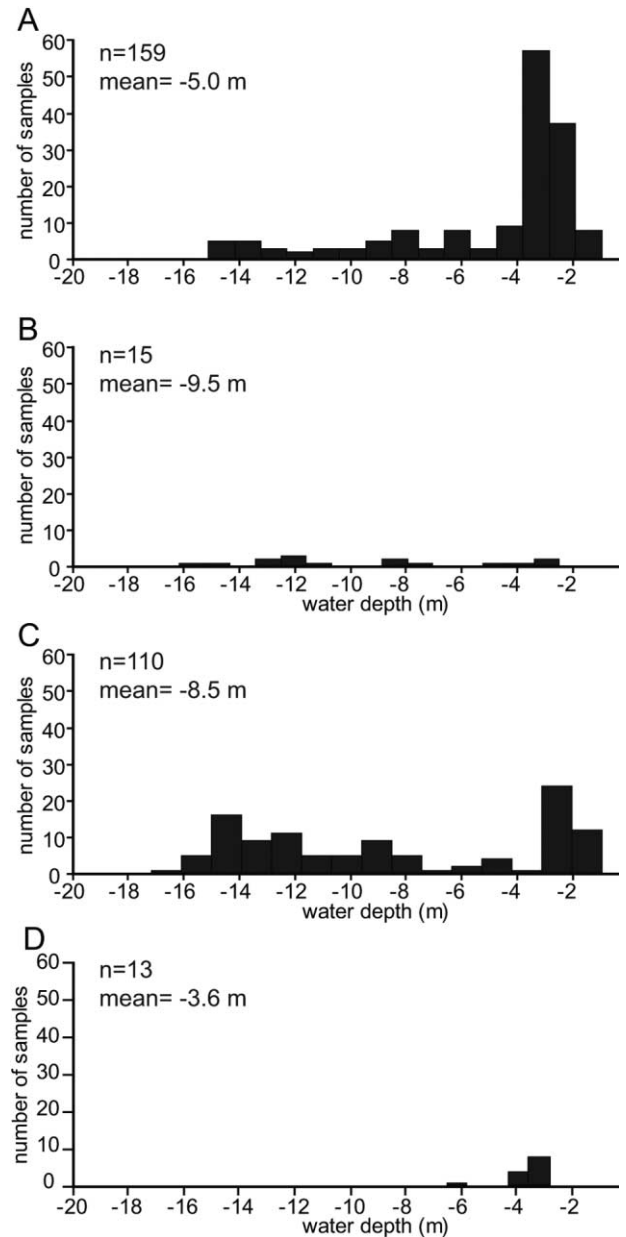 A
n=159
mean= -5.0 m
number of samples
60
50
40
30
20
10
0
-20 -18 -16 -14 -12 -10 -8 -6 -4 -2
B
n=15
mean= -9.5 m
number of samples
60
50
40
30
20
10
0
-20 -18 -16 -14 -12 -10 -8 -6 -4 -2
water depth (m)
C
n=110
mean= -8.5 m
number of samples
60
50
40
30
20
10
0
-20 -18 -16 -14 -12 -10 -8 -6 -4 -2
water depth (m)
D
n=13
mean= -3.6 m
number of samples
60
50
40
30
20
10
0
-20 -18 -16 -14 -12 -10 -8 -6 -4 -2
water depth (m)